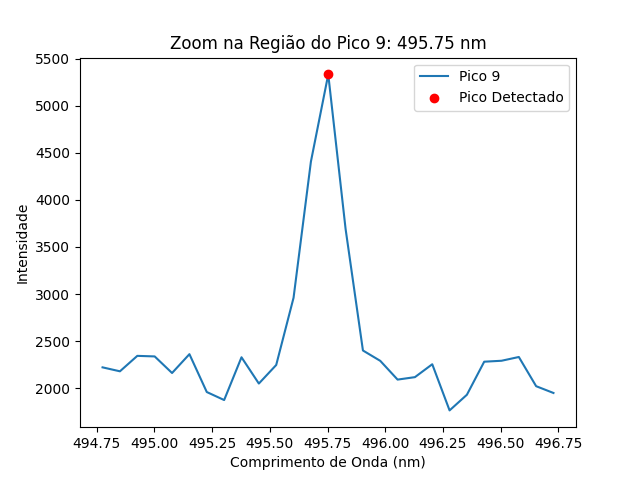 Zoom na Região do Pico 9: 495.75 nm
Pico 9
Pico Detectado
Intensidade
5500
5000
4500
4000
3500
3000
2500
2000
494.75 495.00 495.25 495.50 495.75 496.00 496.25 496.50 496.75
Comprimento de Onda (nm)